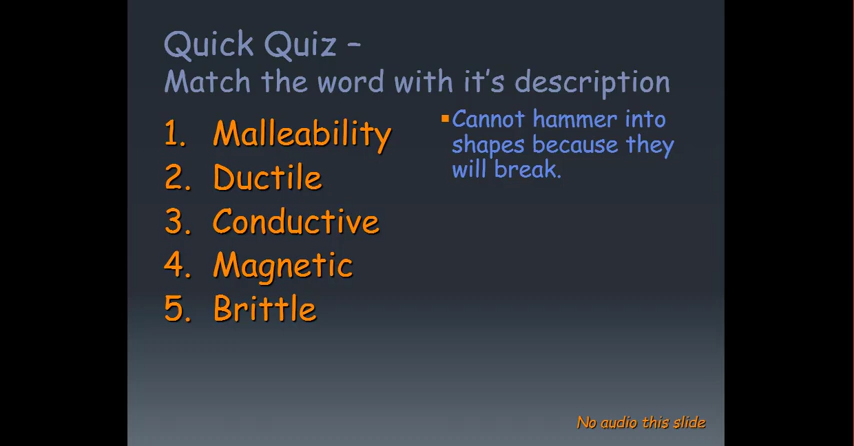 Quick Quiz –
Match the word with it's description
1. Malleability
2. Ductile
3. Conductive
4. Magnetic
5. Brittle
▪Cannot hammer into
shapes because they
will break.
No audio this slide